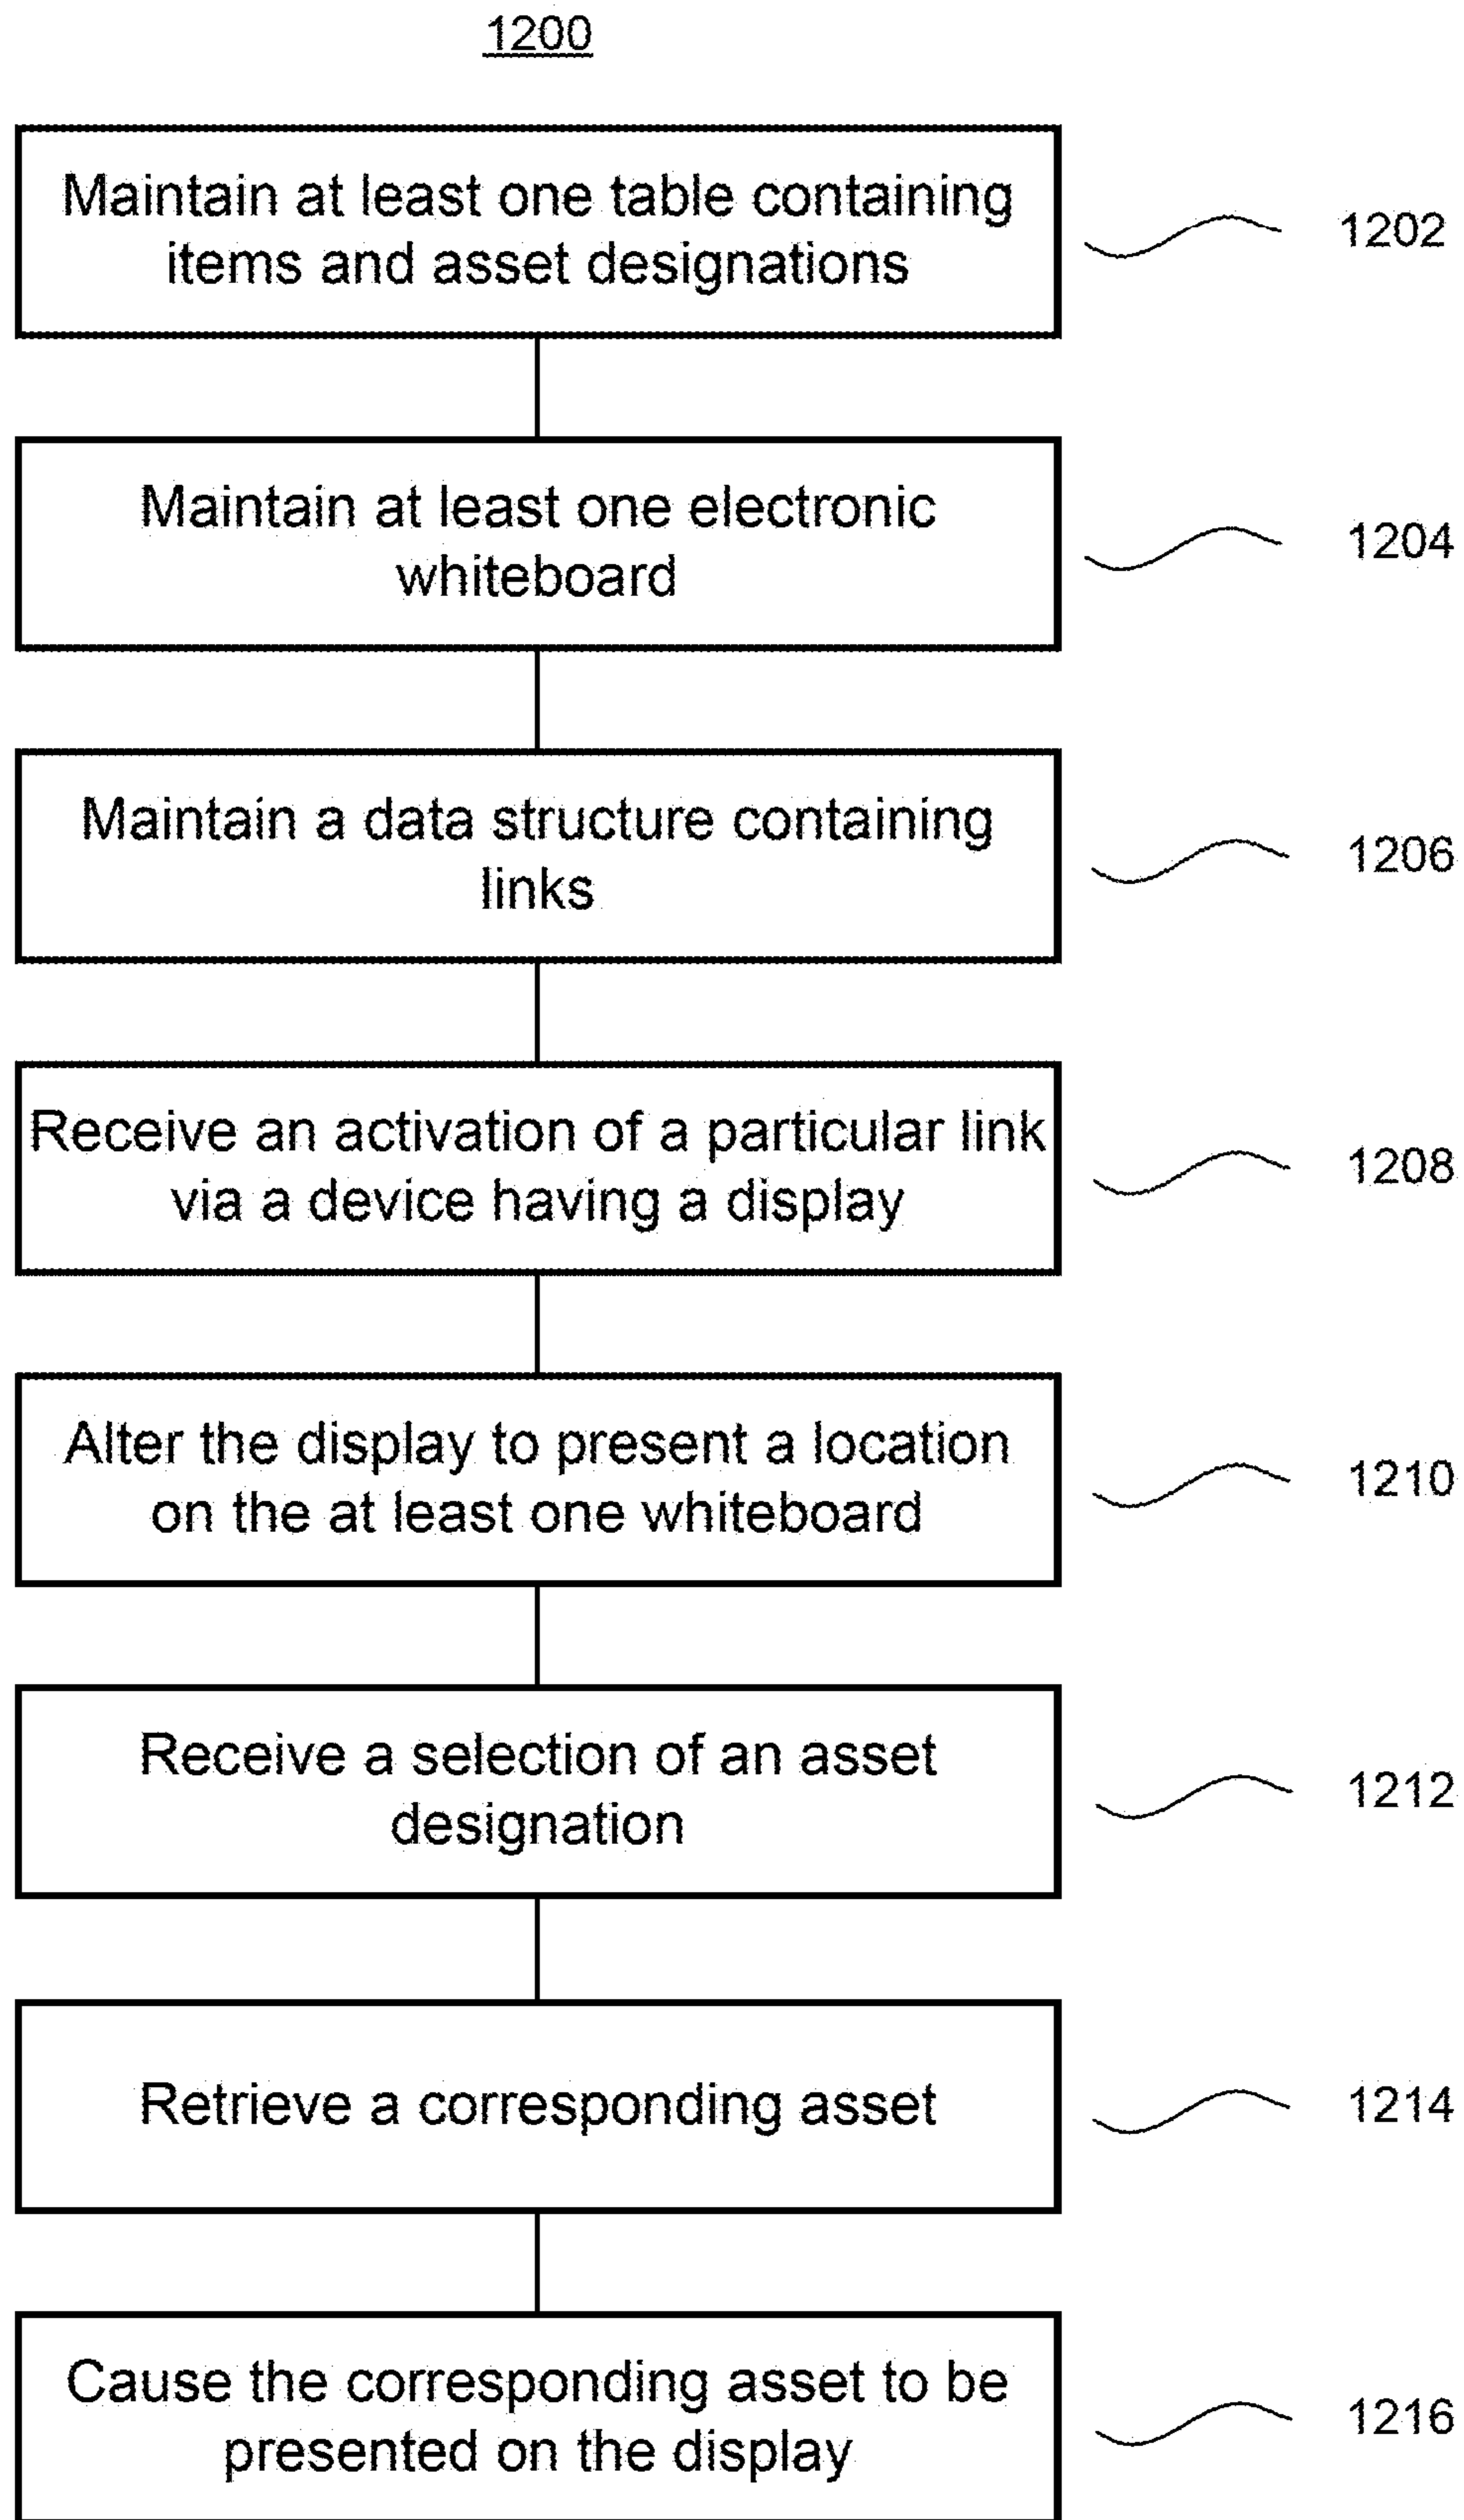 1200
Maintain at least one table containing
items and asset designations
1202
Maintain at least one electronic
whiteboard
1204
Maintain a data structure containing
links
1206
Receive an activation of a particular link
via a device having a display
1208
Alter the display to present a location
on the at least one whiteboard
1210
Receive a selection of an asset
designation
1212
Retrieve a corresponding asset
1214
Cause the corresponding asset to be
presented on the display
1216